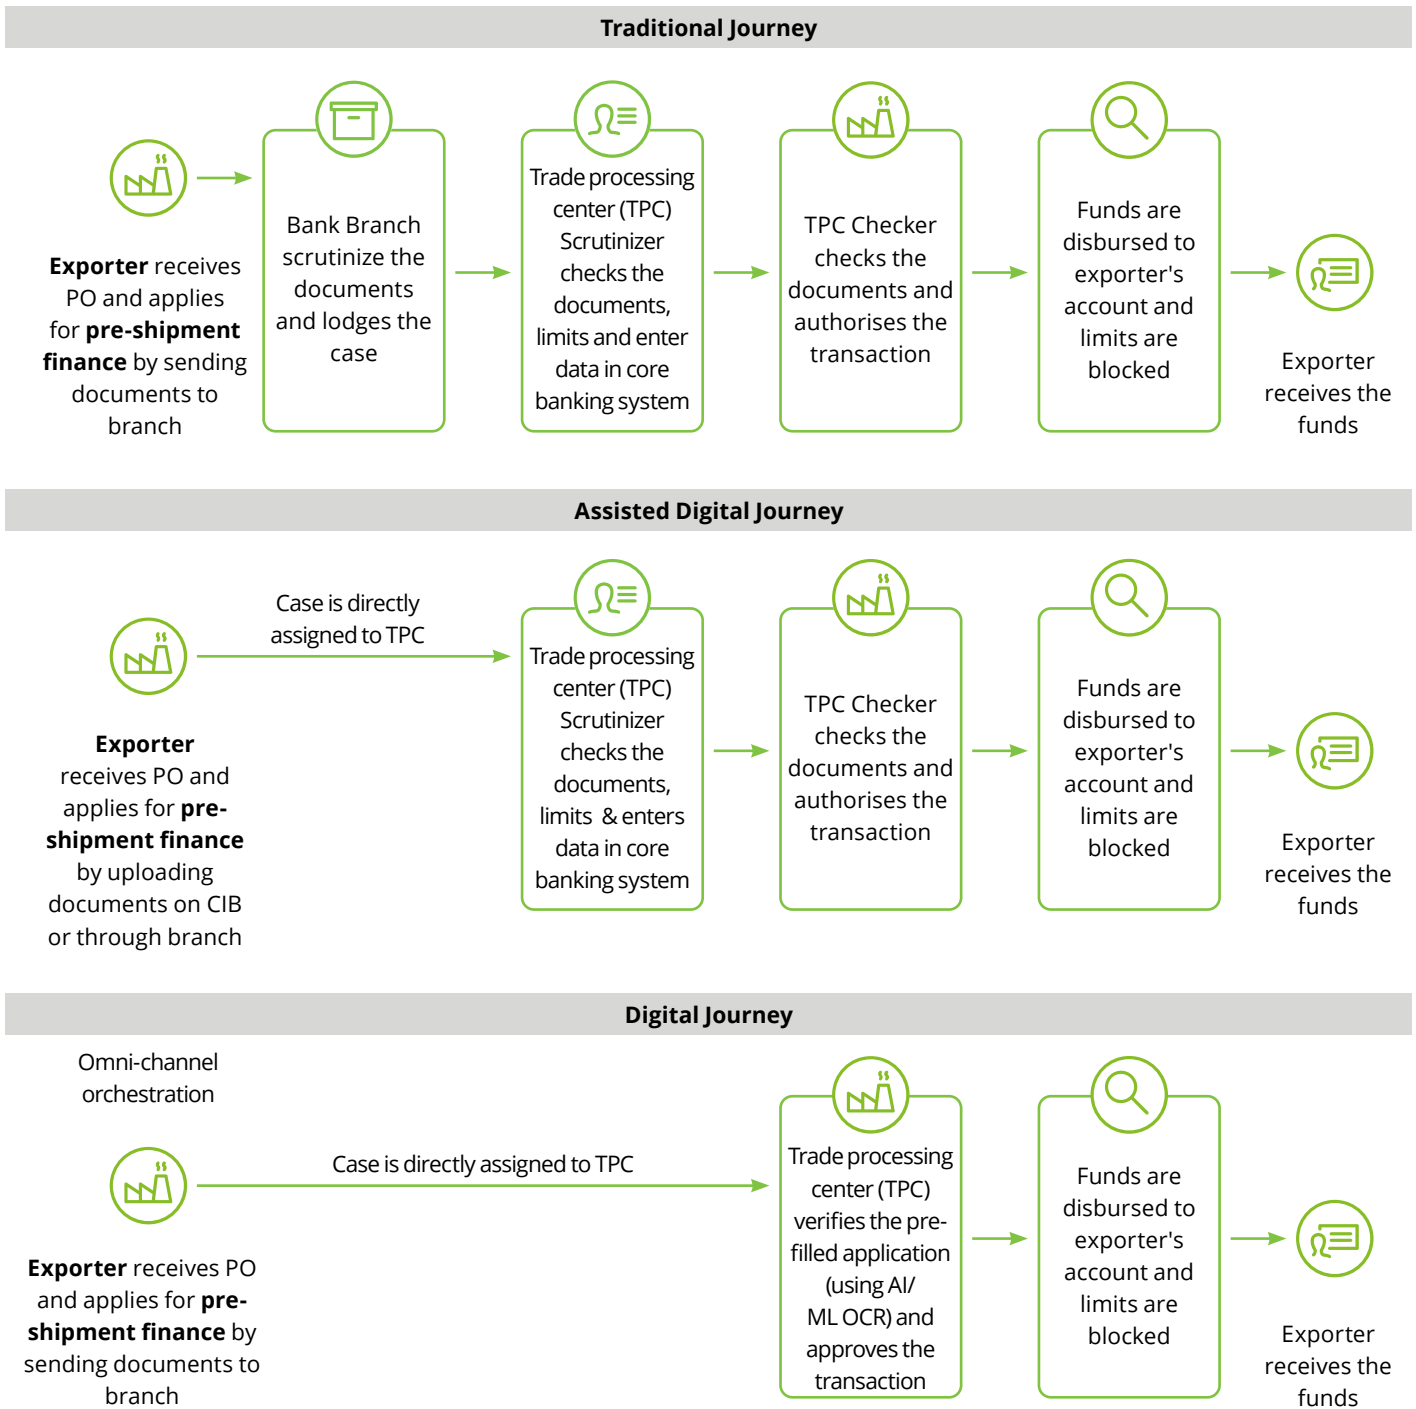 Traditional Journey
Exporter receives
PO and applies
for pre-shipment
finance by sending
documents to
branch
Bank Branch
scrutinize the
documents
and lodges the
case
Trade processing
center (TPC)
Scrutinizer
checks the
documents,
limits and enter
data in core
banking system
TPC Checker
checks the
documents and
authorises the
transaction
Funds are
disbursed to
exporter's
account and
limits are
blocked
Exporter
receives the
funds
Assisted Digital Journey
Exporter
receives PO and
applies for pre-
shipment finance
by uploading
documents on CIB
or through branch
Case is directly
assigned to TPC
Trade processing
center (TPC)
Scrutinizer
checks the
documents,
limits & enters
data in core
banking system
TPC Checker
checks the
documents and
authorises the
transaction
Funds are
disbursed to
exporter's
account and
limits are
blocked
Exporter
receives the
funds
Digital Journey
Omni-channel
orchestration
Exporter receives PO
and applies for pre-
shipment finance by
sending documents to
branch
Case is directly assigned to TPC
Trade processing
center (TPC)
verifies the pre-
filled application
(using AI/
ML OCR) and
approves the
transaction
Funds are
disbursed to
exporter's
account and
limits are
blocked
Exporter
receives the
funds